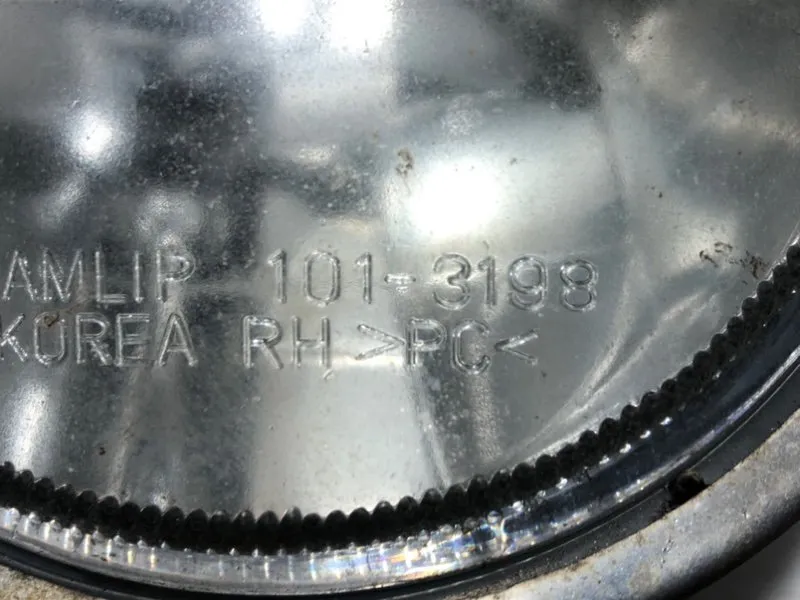 AMLIP 101-3198
KOREA RH >PC<